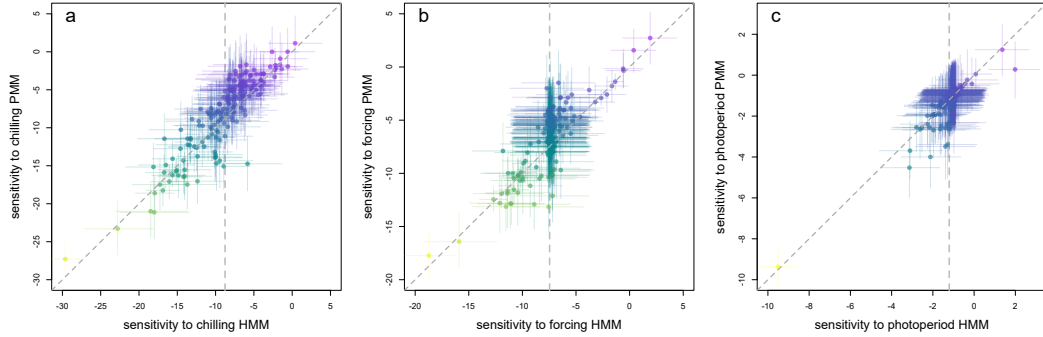 a
sensitivity to chilling PMM
5
0
-5
-10
-15
-20
-25
-30
-30 -25 -20 -15 -10 -5 0 5
sensitivity to chilling HMM
b
sensitivity to forcing PMM
5
0
-5
-10
-15
-20
-20 -15 -10 -5 0 5
sensitivity to forcing HMM
c
sensitivity to photoperiod PMM
2
0
-2
-4
-6
-8
-10
-10 -8 -6 -4 -2 0 2
sensitivity to photoperiod HMM